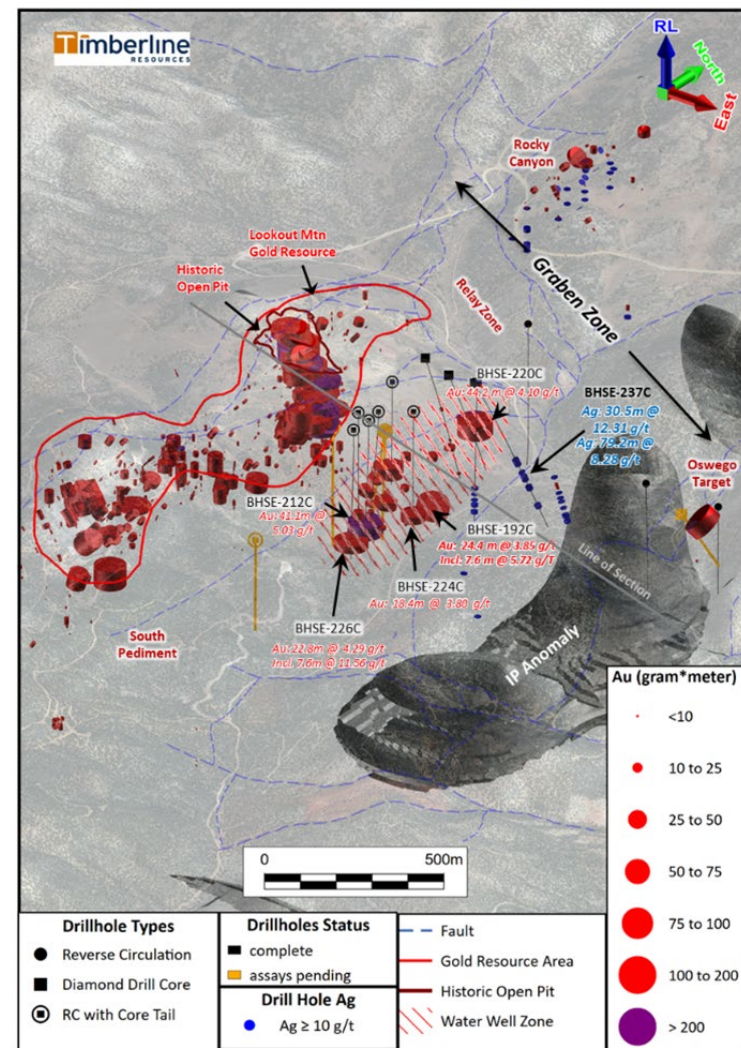 Timberline
RESOURCES
RL
North
East
Rocky
Canyon
Lookout Mtn
Gold Resource
Historic
Open Pit
Graben Zone
Relay Zone
BHSE-220C
Au: 44.2 m @ 4.10 g/t
BHSE-237C
Ag: 30.5m @
12.31 g/t
Ag: 79.2m @
8.28 g/t
Oswego
Target
BHSE-212C
Au: 41.1m @
5.03 g/t
BHSE-192C
Au: 24.4 m @ 3.85 g/t
Incl: 7.6 m @ 5.72 g/T
Line of Section
BHSE-224C
Au: 18.4m @ 3.80 g/t
BHSE-226C
Au: 22.8m @ 4.29 g/t
Incl: 7.6m @ 11.56 g/t
South
Pediment
IP Anomaly
0 500m
Au (gram*meter)
<10
10 to 25
25 to 50
50 to 75
75 to 100
100 to 200
> 200
Drillhole Types
Reverse Circulation
Diamond Drill Core
RC with Core Tail
Drillholes Status
complete
assays pending
Drill Hole Ag
Ag ≥ 10 g/t
Fault
Gold Resource Area
Historic Open Pit
Water Well Zone